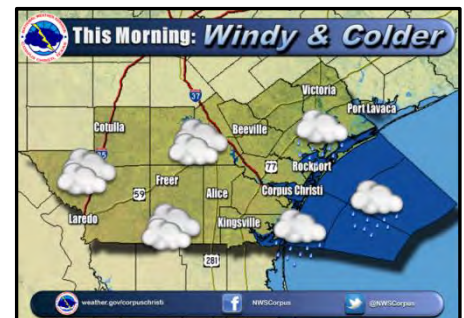 This Morning: Windy & Colder
Victoria
Port Lavaca
37
Cotulla
Beeville
35
77
Rockport
59
Freer
Alice
Corpus Christi
Laredo
Kingsville
281
weather.gov/corpuschristi
NWSCorpus
@NWSCorpus